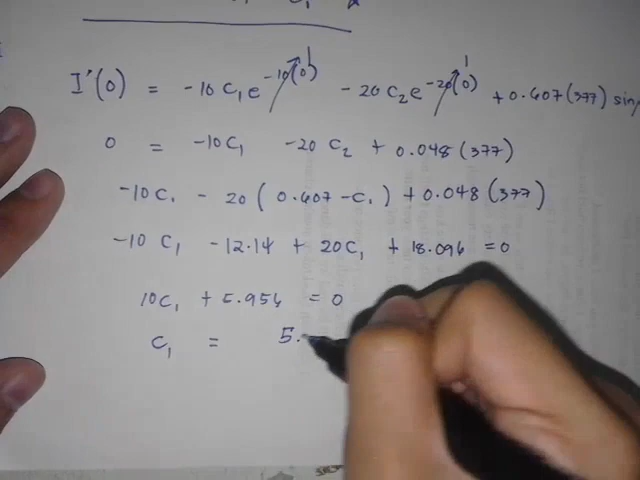 I'(0) = -10 C₁ e^-10(0) 1 - 20 C₂ e^-20(0) 1 + 0.607 (377) sin
0 = -10C₁ -20 C₂ + 0.048 (377)
-10C₁ - 20 ( 0.607 - C₁ ) + 0.048 (377)
-10 C₁ - 12.14 + 20C₁ + 18.096 = 0
10C₁ + 5.956 = 0
C₁ = 5.